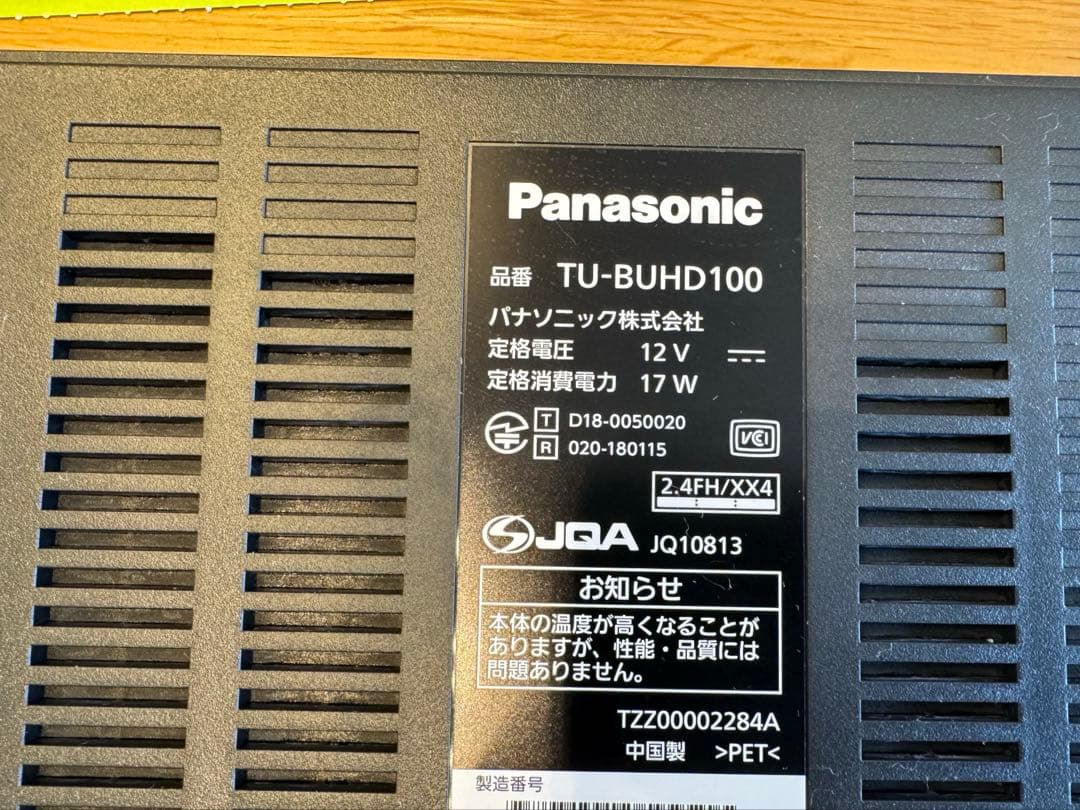 Panasonic
品番 TU-BUHD100
パナソニック株式会社
定格電圧 12 V
定格消費電力 17 W
T D18-0050020
R 020-180115
VCI
2.4FH/XX4
JQA JQ10813
お知らせ
本体の温度が高くなることが
ありますが、性能・品質には
問題ありません。
TZZ00002284A
中国製 >PET<
製造番号